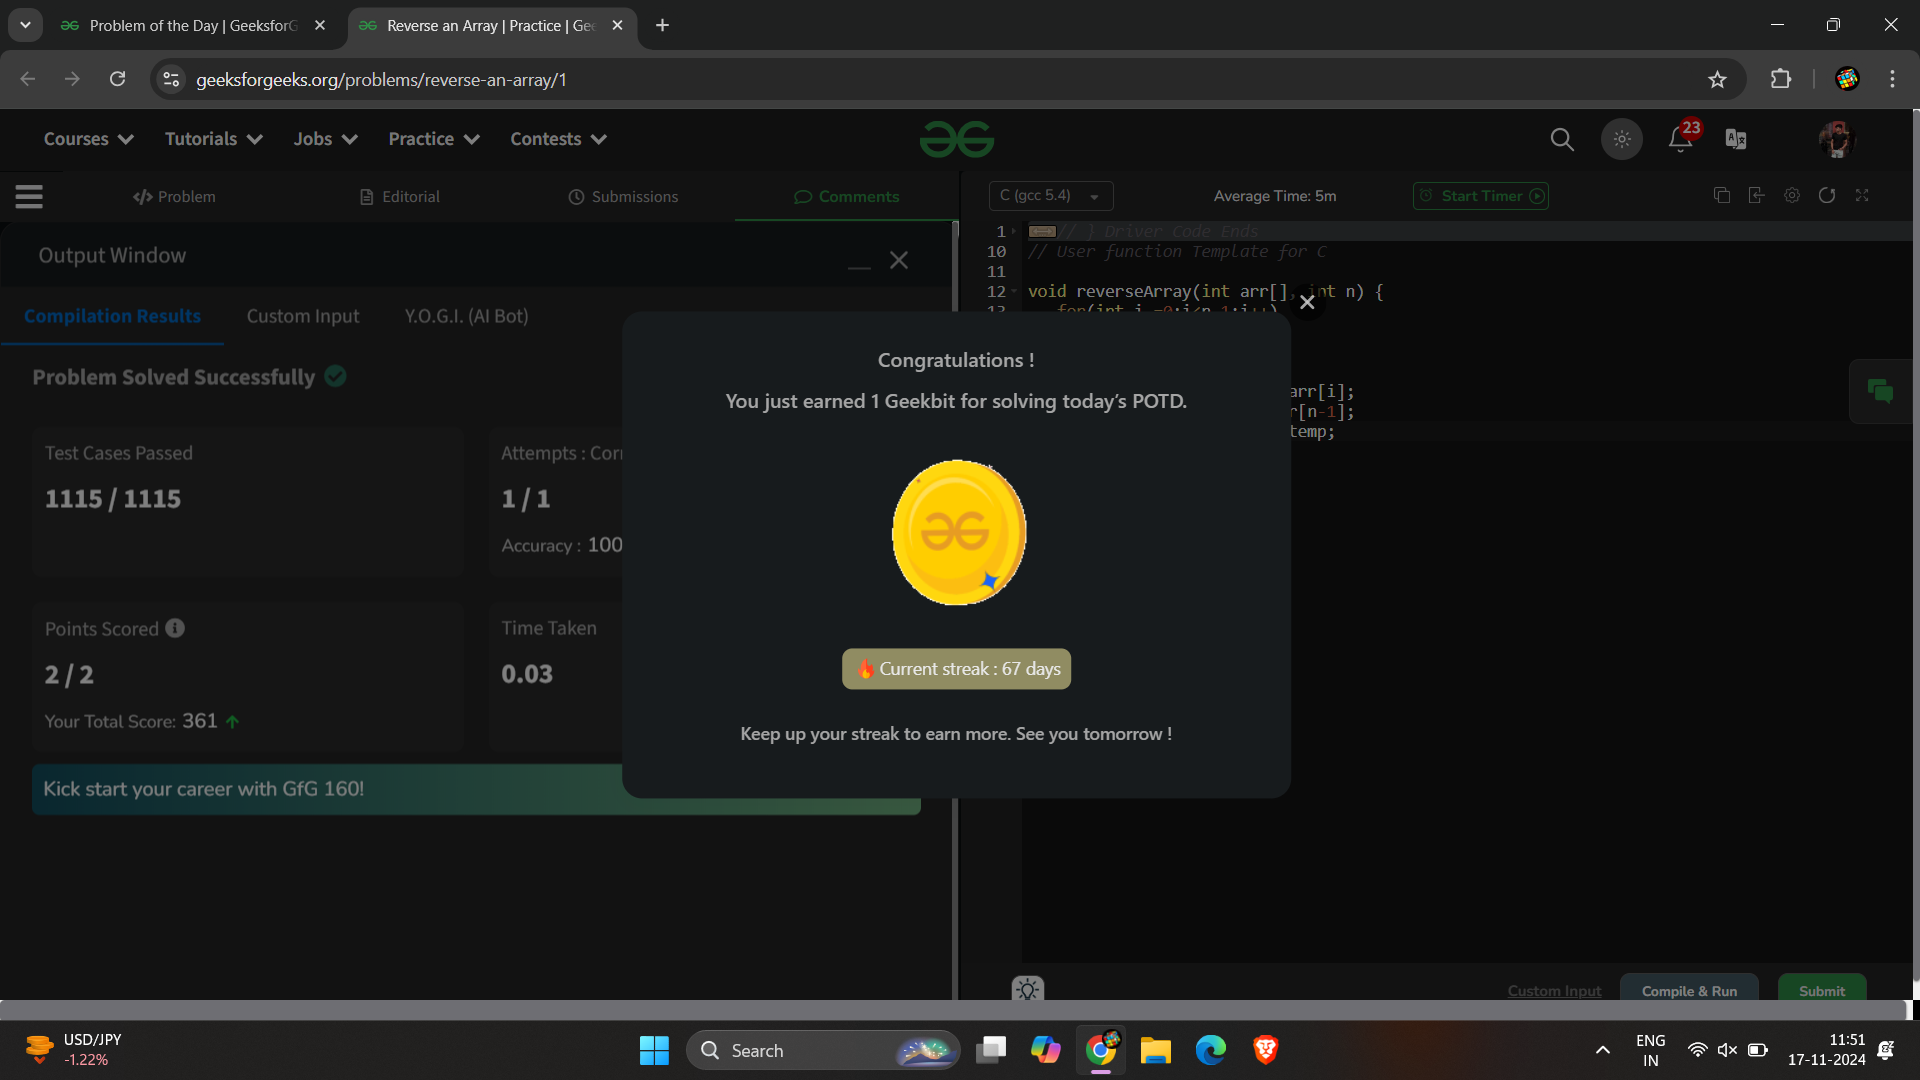 Problem of the Day | GeeksforG
Reverse an Array | Practice | Gee
geeksforgeeks.org/problems/reverse-an-array/1
Courses
Tutorials
Jobs
Practice
Contests
23
Problem
Editorial
Submissions
Comments
C (gcc 5.4)
Average Time: 5m
Start Timer
Output Window
Compilation Results
Custom Input
Y.O.G.I. (AI Bot)
Problem Solved Successfully
Test Cases Passed
1115 / 1115
Attempts : Corr
1 / 1
Accuracy : 100
Points Scored
2 / 2
Your Total Score: 361
Time Taken
0.03
Kick start your career with GfG 160!
1 // } Driver Code Ends
10 // User function Template for C
11
12 void reverseArray(int arr[], int n) {
13 for(int i =0;i<n-1;i++)
arr[i];
r[n-1];
temp;
Congratulations !
You just earned 1 Geekbit for solving today's POTD.
Current streak : 67 days
Keep up your streak to earn more. See you tomorrow !
Custom Input
Compile & Run
Submit
USD/JPY
-1.22%
Search
ENG
IN
11:51
17-11-2024